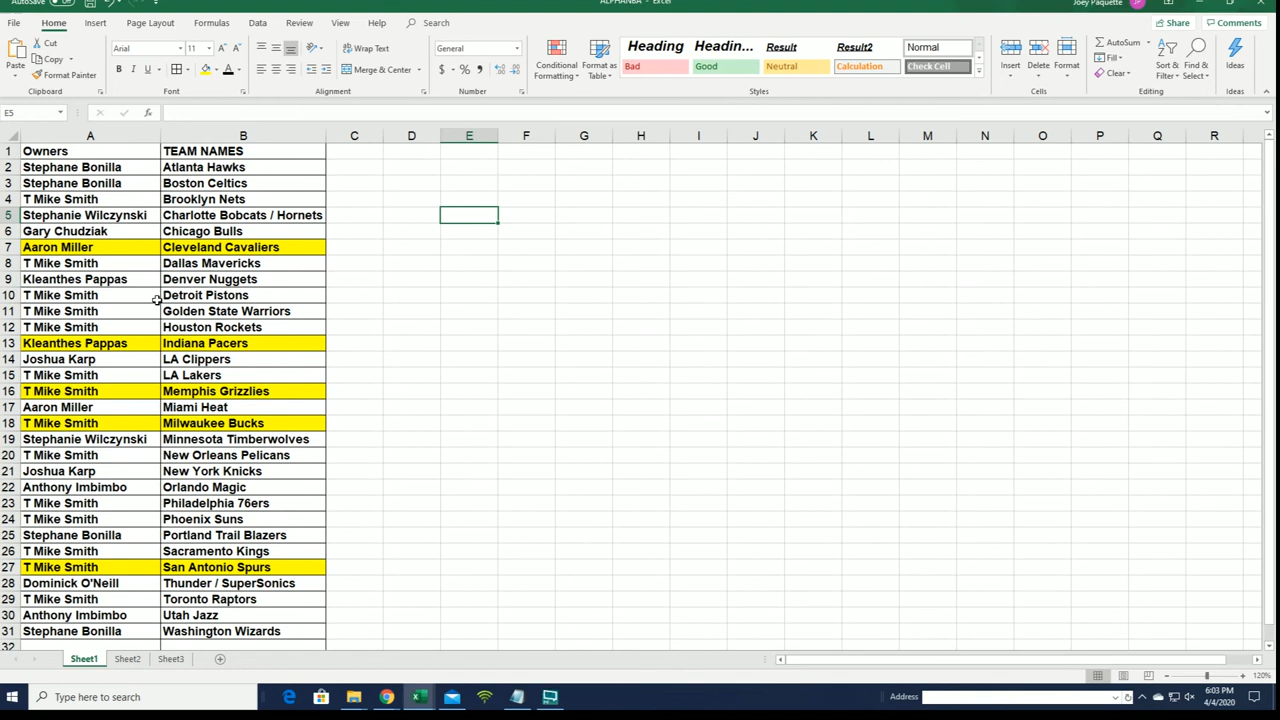 AutoSave Off ALPHANBA - Excel Joey Paquette JP
File Home Insert Page Layout Formulas Data Review View Help Search Share Comments
Paste Cut Copy Format Painter Clipboard
Arial 11 A A B I U A Font
Wrap Text Merge & Center Alignment
General $ % , Number
Conditional Formatting Format as Table
Heading Headin... Result Result2 Normal
Bad Good Neutral Calculation Check Cell
Styles
Insert Delete Format Cells
AutoSum Fill Clear Sort & Filter Find & Select Editing
Ideas Ideas
E5 fx
A B C D E F G H I J K L M N O P Q R
1 Owners TEAM NAMES
2 Stephane Bonilla Atlanta Hawks
3 Stephane Bonilla Boston Celtics
4 T Mike Smith Brooklyn Nets
5 Stephanie Wilczynski Charlotte Bobcats / Hornets
6 Gary Chudziak Chicago Bulls
7 Aaron Miller Cleveland Cavaliers
8 T Mike Smith Dallas Mavericks
9 Kleanthes Pappas Denver Nuggets
10 T Mike Smith Detroit Pistons
11 T Mike Smith Golden State Warriors
12 T Mike Smith Houston Rockets
13 Kleanthes Pappas Indiana Pacers
14 Joshua Karp LA Clippers
15 T Mike Smith LA Lakers
16 T Mike Smith Memphis Grizzlies
17 Aaron Miller Miami Heat
18 T Mike Smith Milwaukee Bucks
19 Stephanie Wilczynski Minnesota Timberwolves
20 T Mike Smith New Orleans Pelicans
21 Joshua Karp New York Knicks
22 Anthony Imbimbo Orlando Magic
23 T Mike Smith Philadelphia 76ers
24 T Mike Smith Phoenix Suns
25 Stephane Bonilla Portland Trail Blazers
26 T Mike Smith Sacramento Kings
27 T Mike Smith San Antonio Spurs
28 Dominick O'Neill Thunder / SuperSonics
29 T Mike Smith Toronto Raptors
30 Anthony Imbimbo Utah Jazz
31 Stephane Bonilla Washington Wizards
32
Sheet1 Sheet2 Sheet3
120%
Type here to search Address 6:03 PM
4/4/2020